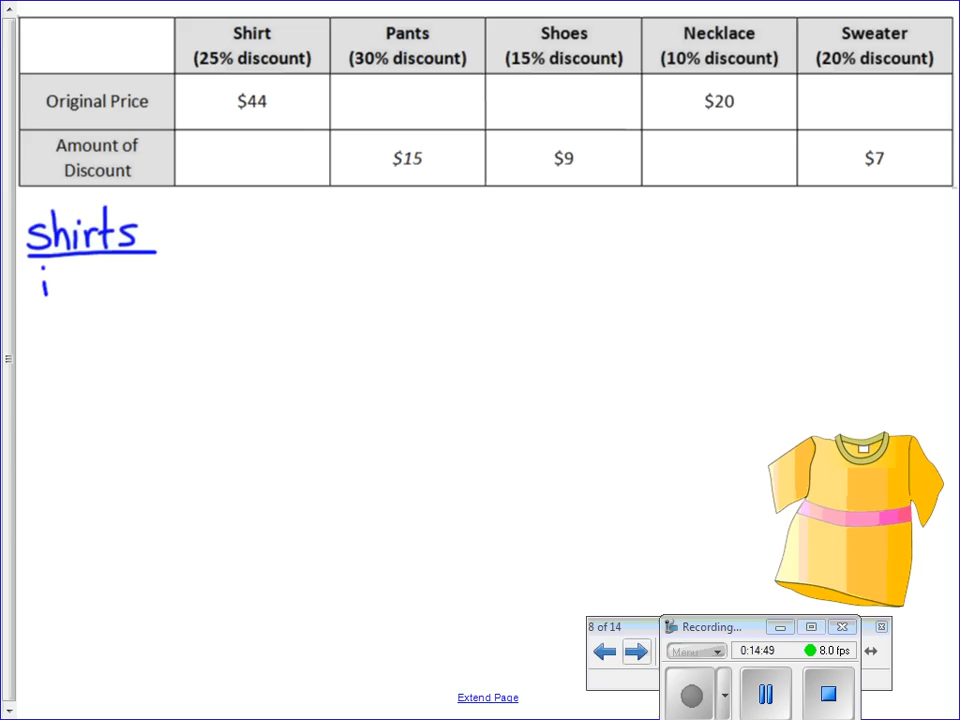 Shirt Pants Shoes Necklace Sweater
(25% discount) (30% discount) (15% discount) (10% discount) (20% discount)
Original Price $44 $20
Amount of
Discount $15 $9 $7
shirts
i
8 of 14 Recording...
Menu 0:14:49 8.0 fps
Extend Page